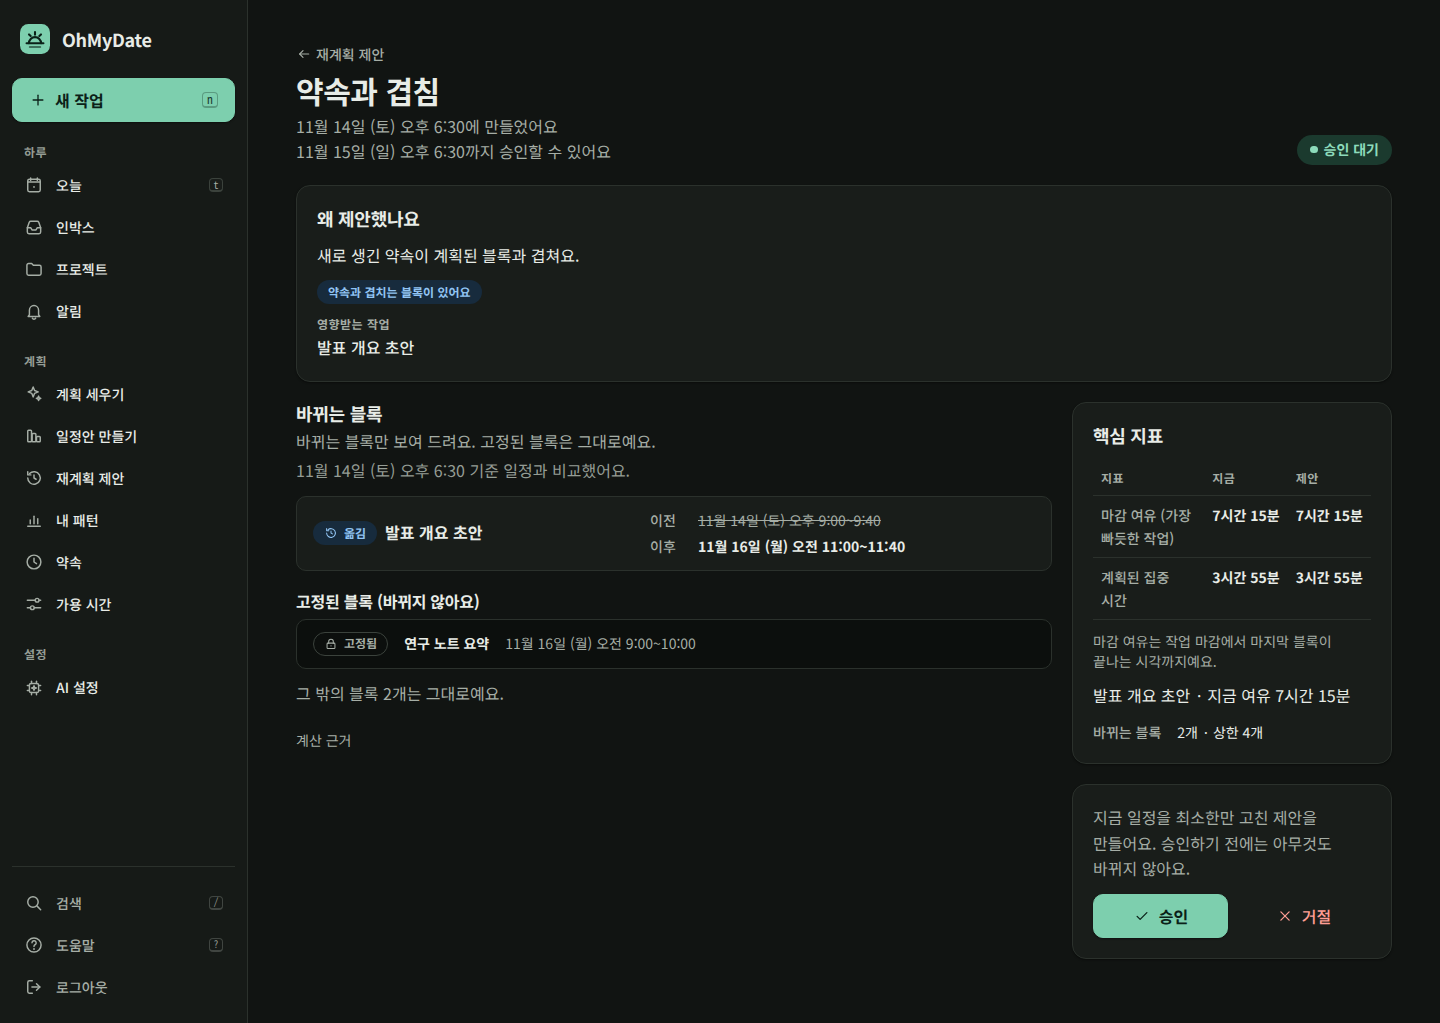 OhMyDate
새 작업 n
하루
오늘 t
인박스
프로젝트
알림
계획
계획 세우기
일정안 만들기
재계획 제안
내 패턴
약속
가용 시간
설정
AI 설정
검색 /
도움말 ?
로그아웃
← 재계획 제안
약속과 겹침
11월 14일 (토) 오후 6:30에 만들었어요
11월 15일 (일) 오후 6:30까지 승인할 수 있어요
승인 대기
왜 제안했나요
새로 생긴 약속이 계획된 블록과 겹쳐요.
약속과 겹치는 블록이 있어요
영향받는 작업
발표 개요 초안
바뀌는 블록
바뀌는 블록만 보여 드려요. 고정된 블록은 그대로예요.
11월 14일 (토) 오후 6:30 기준 일정과 비교했어요.
옮김 발표 개요 초안
이전 11월 14일 (토) 오후 9:00~9:40
이후 11월 16일 (월) 오전 11:00~11:40
고정된 블록 (바뀌지 않아요)
고정됨 연구 노트 요약 11월 16일 (월) 오전 9:00~10:00
그 밖의 블록 2개는 그대로예요.
계산 근거
핵심 지표
지표 지금 제안
마감 여유 (가장 7시간 15분 7시간 15분
빠듯한 작업)
계획된 집중 3시간 55분 3시간 55분
시간
마감 여유는 작업 마감에서 마지막 블록이
끝나는 시각까지예요.
발표 개요 초안 · 지금 여유 7시간 15분
바뀌는 블록 2개 · 상한 4개
지금 일정을 최소한만 고친 제안을
만들어요. 승인하기 전에는 아무것도
바뀌지 않아요.
승인
거절